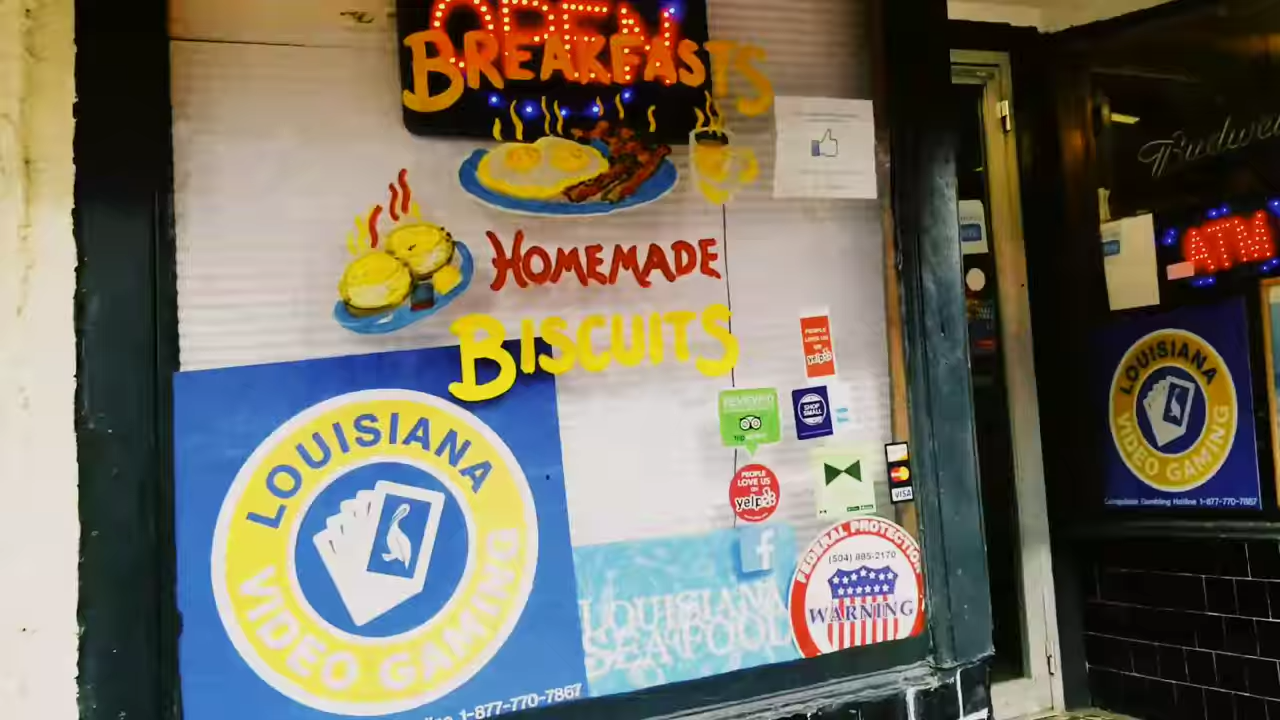 OPEN
BREAKFASTS
HOMEMADE
BISCUITS
LOUISIANA
VIDEO GAMING
1-877-770-7867
LOUISIANA
SEAFOOD
PEOPLE
LOVE US
ON
yelp
REVIEWED
SHOP
SMALL
PEOPLE
LOVE US
ON
yelp
VISA
f
FEDERAL PROTECTION
(504) 895-2170
WARNING
Budwei
ATM
LOUISIANA
VIDEO GAMING
Compulsive Gambling Hotline 1-877-770-7867